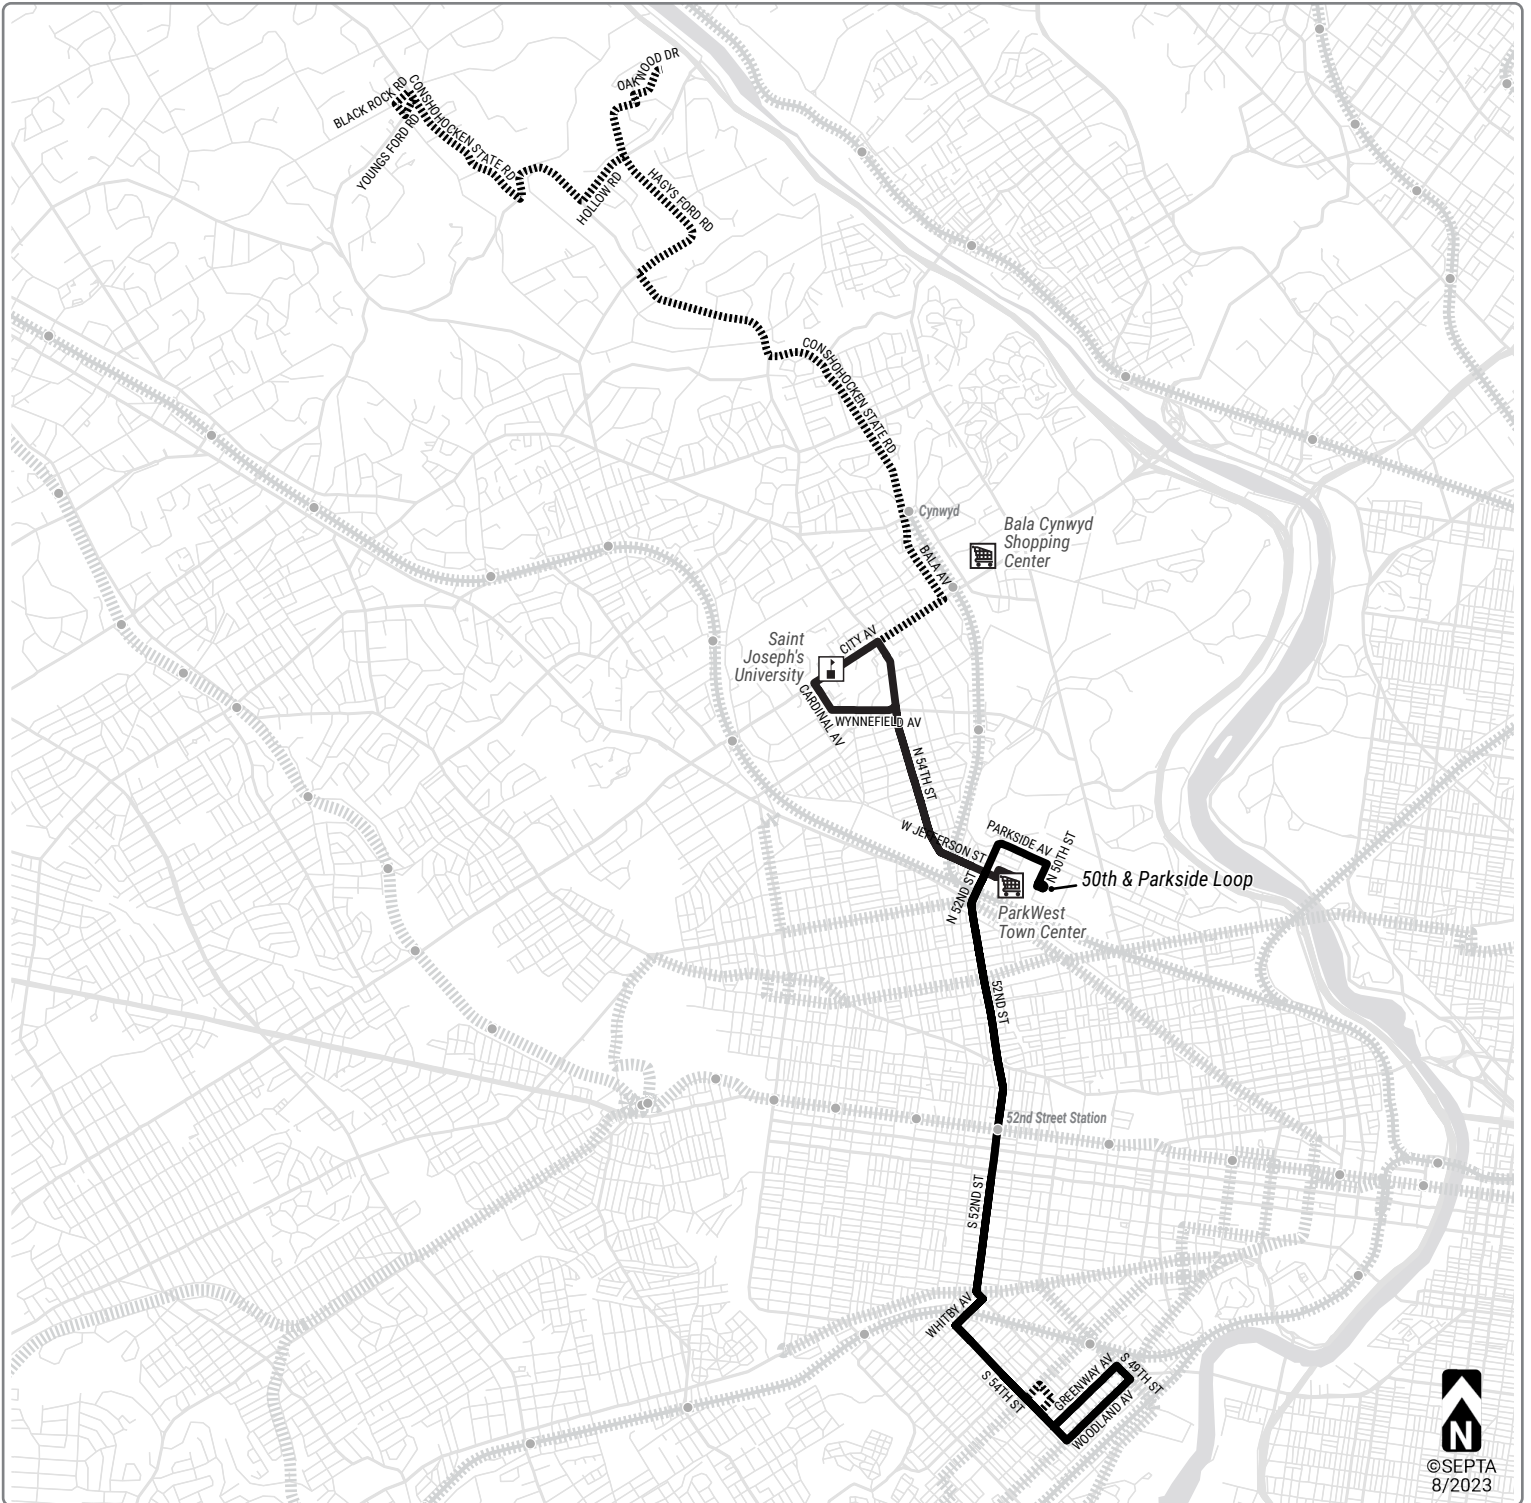 OAKWOOD DR
BLACK ROCK RD
CONSHOHOCKEN STATE RD
YOUNGS FORD RD
HOLLOW RD
HAGYS FORD RD
CONSHOHOCKEN STATE RD
Cynwyd
Bala Cynwyd
Shopping
Center
BALA AV
Saint
Joseph's
University
CITY AV
CARDINAL AV
WYNNEFIELD AV
N 54TH ST
W JEFFERSON ST
PARKSIDE AV
N 50TH ST
50th & Parkside Loop
N 52ND ST
ParkWest
Town Center
52ND ST
52nd Street Station
S 52ND ST
WHITBY AV
S 54TH ST
GREENWAY AV
S 49TH ST
WOODLAND AV
N
©SEPTA
8/2023